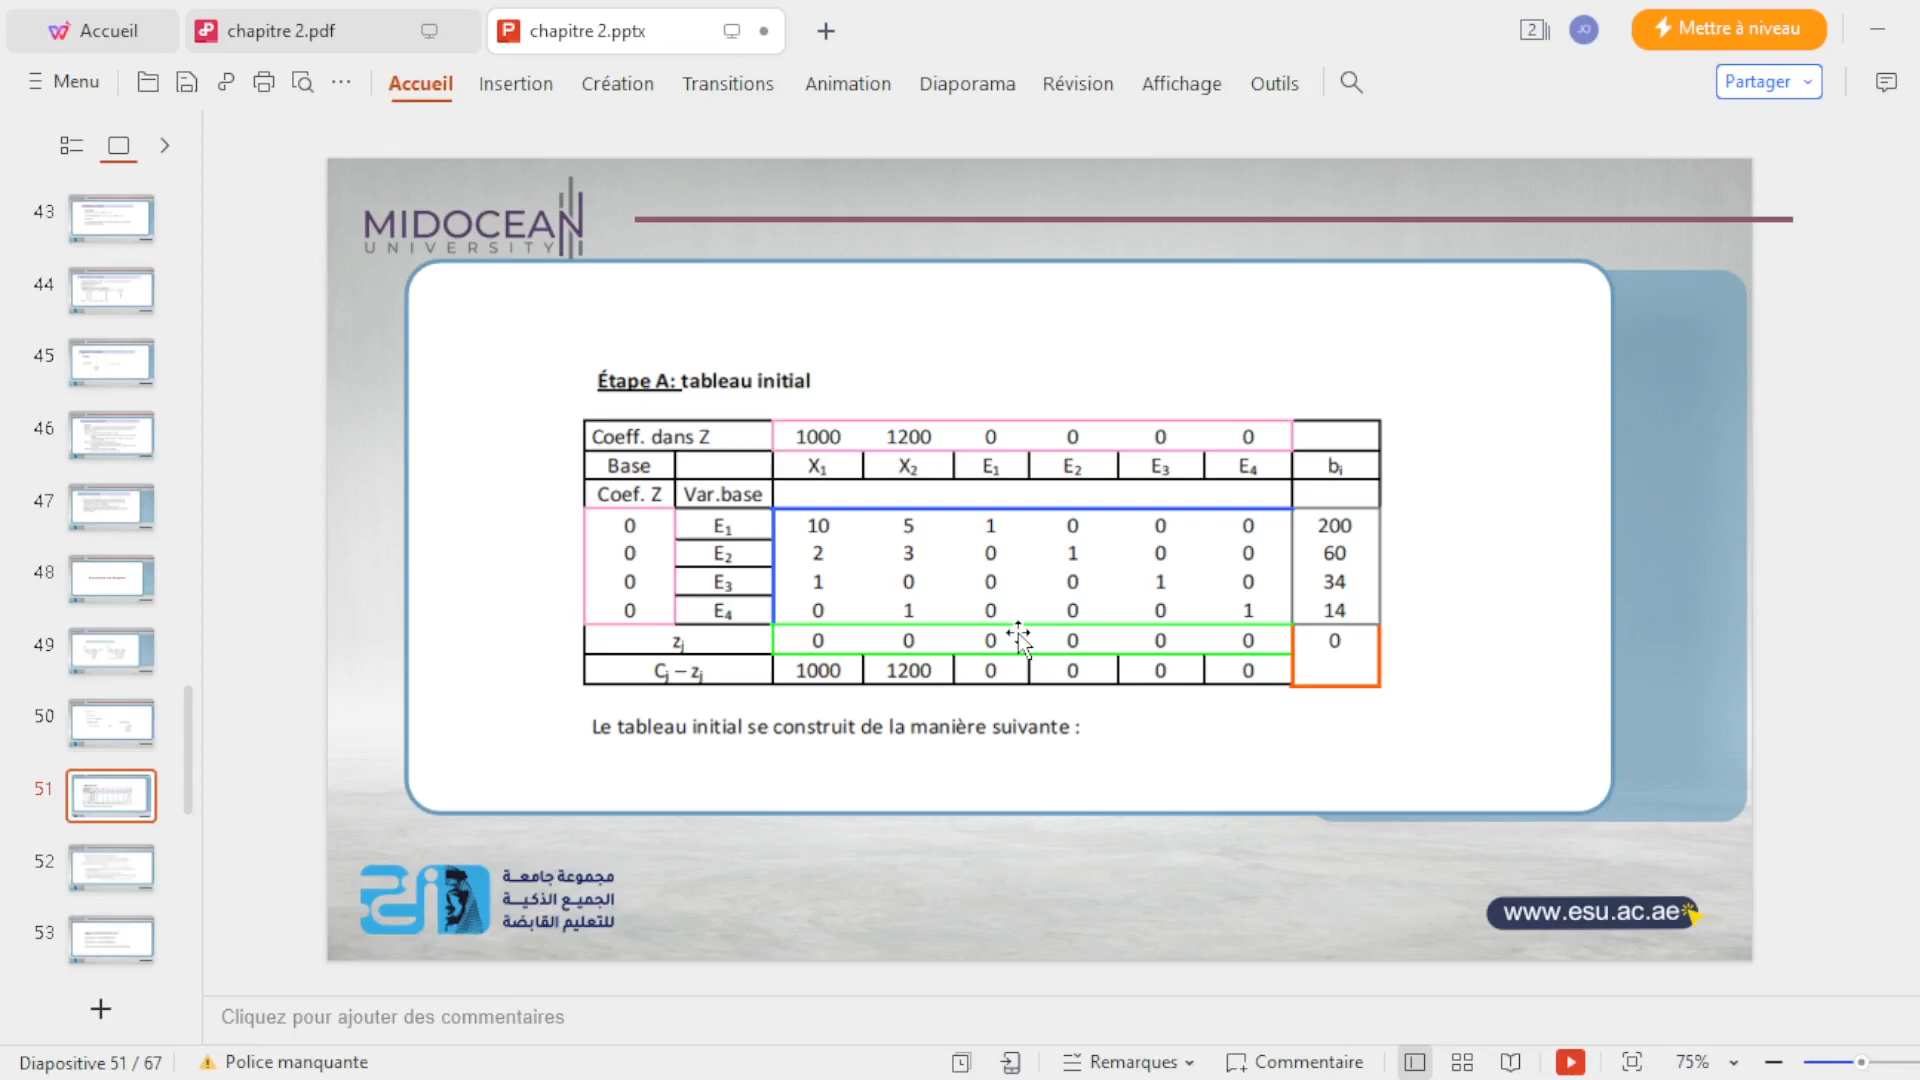 Accueil
chapitre 2.pdf
chapitre 2.pptx
2
JO
Mettre à niveau
Menu
Accueil
Insertion
Création
Transitions
Animation
Diaporama
Révision
Affichage
Outils
Partager
43
44
45
46
47
48
49
50
51
52
53
MIDOCEAN
UNIVERSITY
Étape A: tableau initial
Coeff. dans Z 1000 1200 0 0 0 0
Base X₁ X₂ E₁ E₂ E₃ E₄ bᵢ
Coef. Z Var.base
0 E₁ 10 5 1 0 0 0 200
0 E₂ 2 3 0 1 0 0 60
0 E₃ 1 0 0 0 1 0 34
0 E₄ 0 1 0 0 0 1 14
zⱼ 0 0 0 0 0 0 0
Cⱼ – zⱼ 1000 1200 0 0 0 0
Le tableau initial se construit de la manière suivante :
مجموعة جامعة
الجميع الذكية
للتعليم القابضة
www.esu.ac.ae
Cliquez pour ajouter des commentaires
Diapositive 51 / 67
Police manquante
Remarques
Commentaire
75%